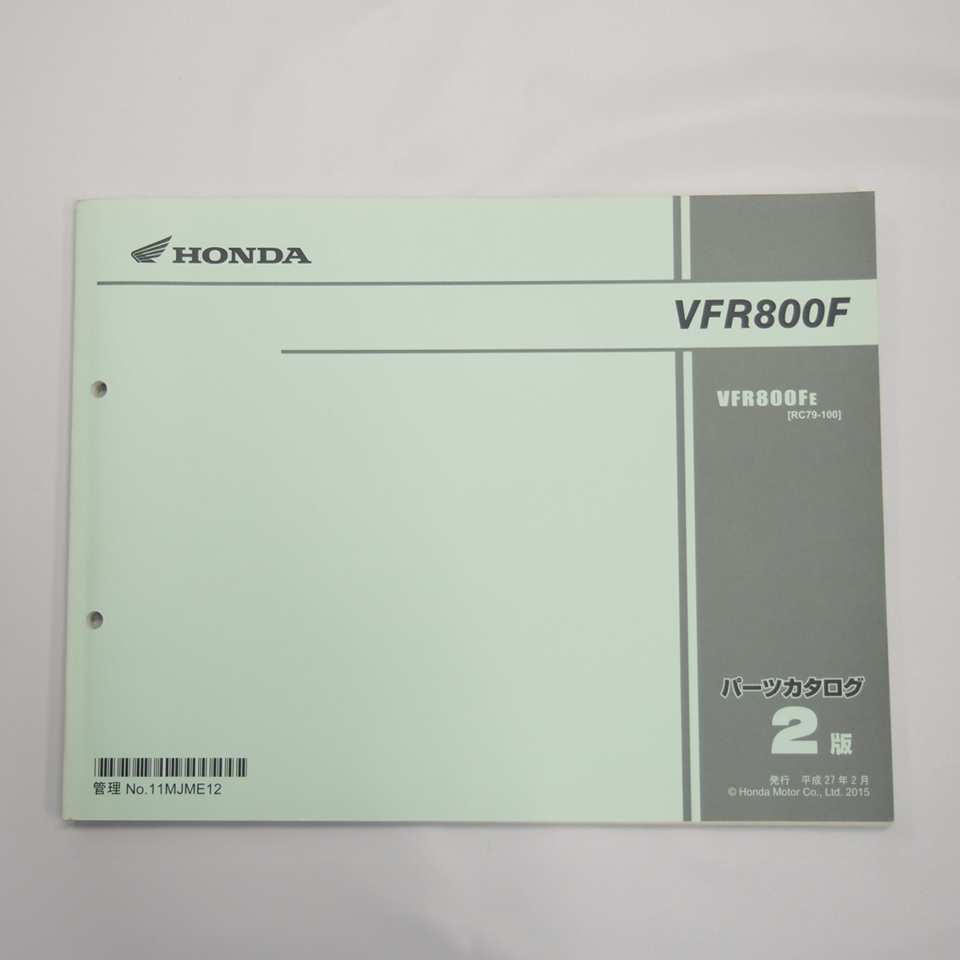 HONDA
VFR800F
VFR800FE
[RC79-100]
パーツカタログ
2版
発行 平成27年2月
© Honda Motor Co., Ltd. 2015
管理 No.11MJME12